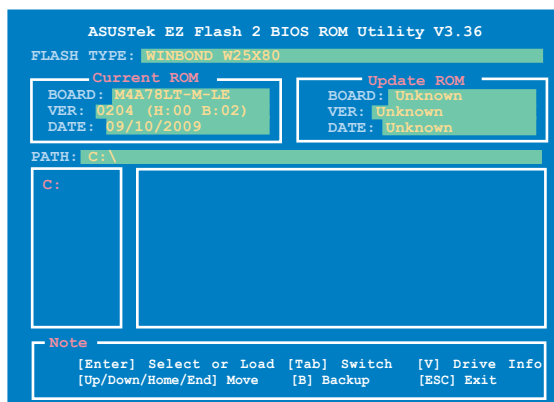 ASUSTek EZ Flash 2 BIOS ROM Utility V3.36
FLASH TYPE: WINBOND W25X80
Current ROM
BOARD: M4A78LT-M-LE
VER: 0204 (H:00 B:02)
DATE: 09/10/2009
Update ROM
BOARD: Unknown
VER: Unknown
DATE: Unknown
PATH: C:\
C:
Note
[Enter] Select or Load [Tab] Switch [V] Drive Info
[Up/Down/Home/End] Move [B] Backup [ESC] Exit